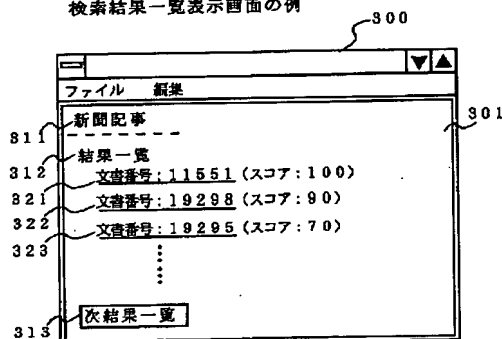 検索結果一覧表示画面の例
300
ファイル 編集
301
311 新聞記事
312 結果一覧
321 文書番号:11551(スコア:100)
322 文書番号:19298(スコア:90)
323 文書番号:19295(スコア:70)
313 次結果一覧